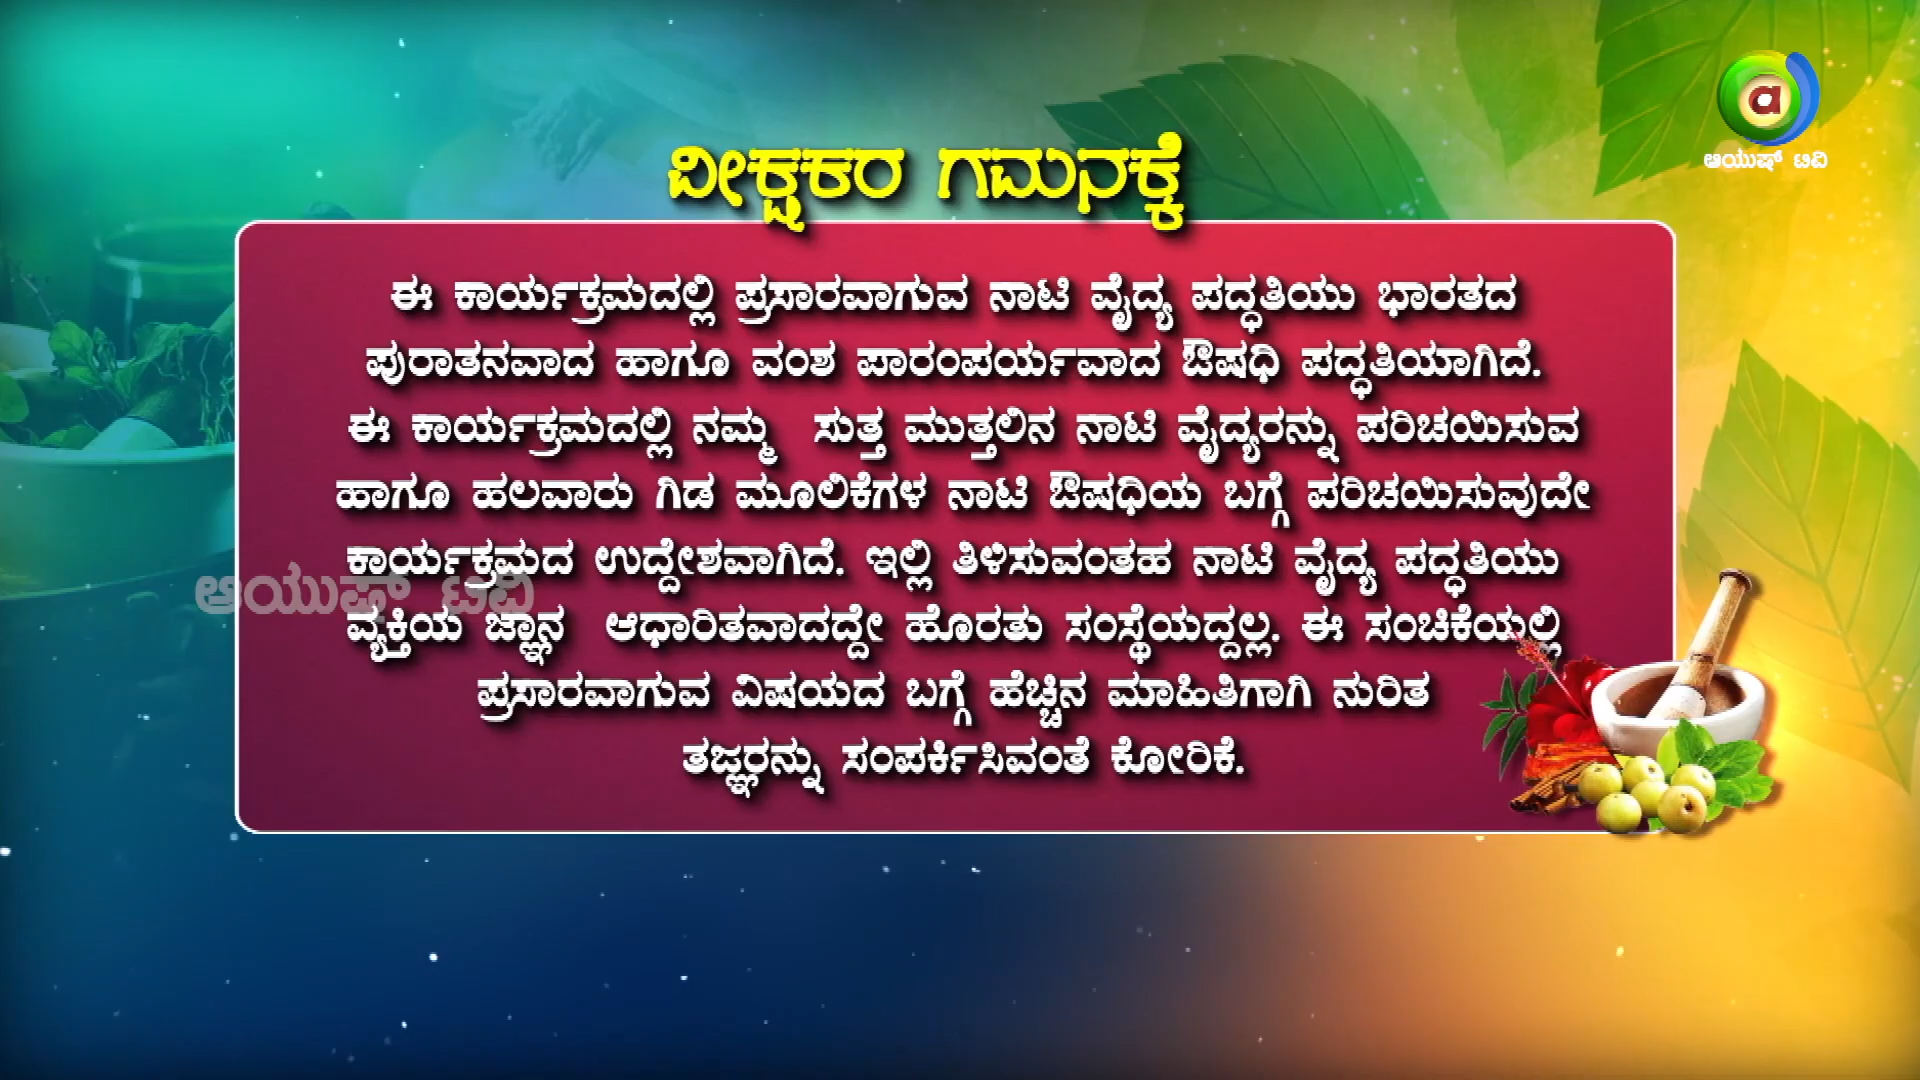 ಆಯುಷ್ ಟಿವಿ
ವೀಕ್ಷಕರ ಗಮನಕ್ಕೆ
ಈ ಕಾರ್ಯಕ್ರಮದಲ್ಲಿ ಪ್ರಸಾರವಾಗುವ ನಾಟಿ ವೈದ್ಯ ಪದ್ಧತಿಯು ಭಾರತದ
ಪುರಾತನವಾದ ಹಾಗೂ ವಂಶ ಪಾರಂಪರ್ಯವಾದ ಔಷಧಿ ಪದ್ಧತಿಯಾಗಿದೆ.
ಈ ಕಾರ್ಯಕ್ರಮದಲ್ಲಿ ನಮ್ಮ ಸುತ್ತ ಮುತ್ತಲಿನ ನಾಟಿ ವೈದ್ಯರನ್ನು ಪರಿಚಯಿಸುವ
ಹಾಗೂ ಹಲವಾರು ಗಿಡ ಮೂಲಿಕೆಗಳ ನಾಟಿ ಔಷಧಿಯ ಬಗ್ಗೆ ಪರಿಚಯಿಸುವುದೇ
ಕಾರ್ಯಕ್ರಮದ ಉದ್ದೇಶವಾಗಿದೆ. ಇಲ್ಲಿ ತಿಳಿಸುವಂತಹ ನಾಟಿ ವೈದ್ಯ ಪದ್ಧತಿಯು
ಆಯುಷ್ ಟಿವಿ
ವ್ಯಕ್ತಿಯ ಜ್ಞಾನ ಆಧಾರಿತವಾದದ್ದೇ ಹೊರತು ಸಂಸ್ಥೆಯದ್ದಲ್ಲ. ಈ ಸಂಚಿಕೆಯಲ್ಲಿ
ಪ್ರಸಾರವಾಗುವ ವಿಷಯದ ಬಗ್ಗೆ ಹೆಚ್ಚಿನ ಮಾಹಿತಿಗಾಗಿ ನುರಿತ
ತಜ್ಞರನ್ನು ಸಂಪರ್ಕಿಸಿವಂತೆ ಕೋರಿಕೆ.